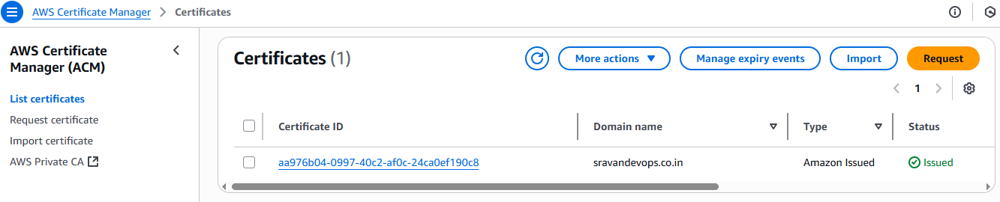 AWS Certificate Manager > Certificates
AWS Certificate
Manager (ACM)
List certificates
Request certificate
Import certificate
AWS Private CA
Certificates (1)
More actions
Manage expiry events
Import
Request
1
Certificate ID
Domain name
Type
Status
aa976b04-0997-40c2-af0c-24ca0ef190c8
sravandevops.co.in
Amazon Issued
Issued